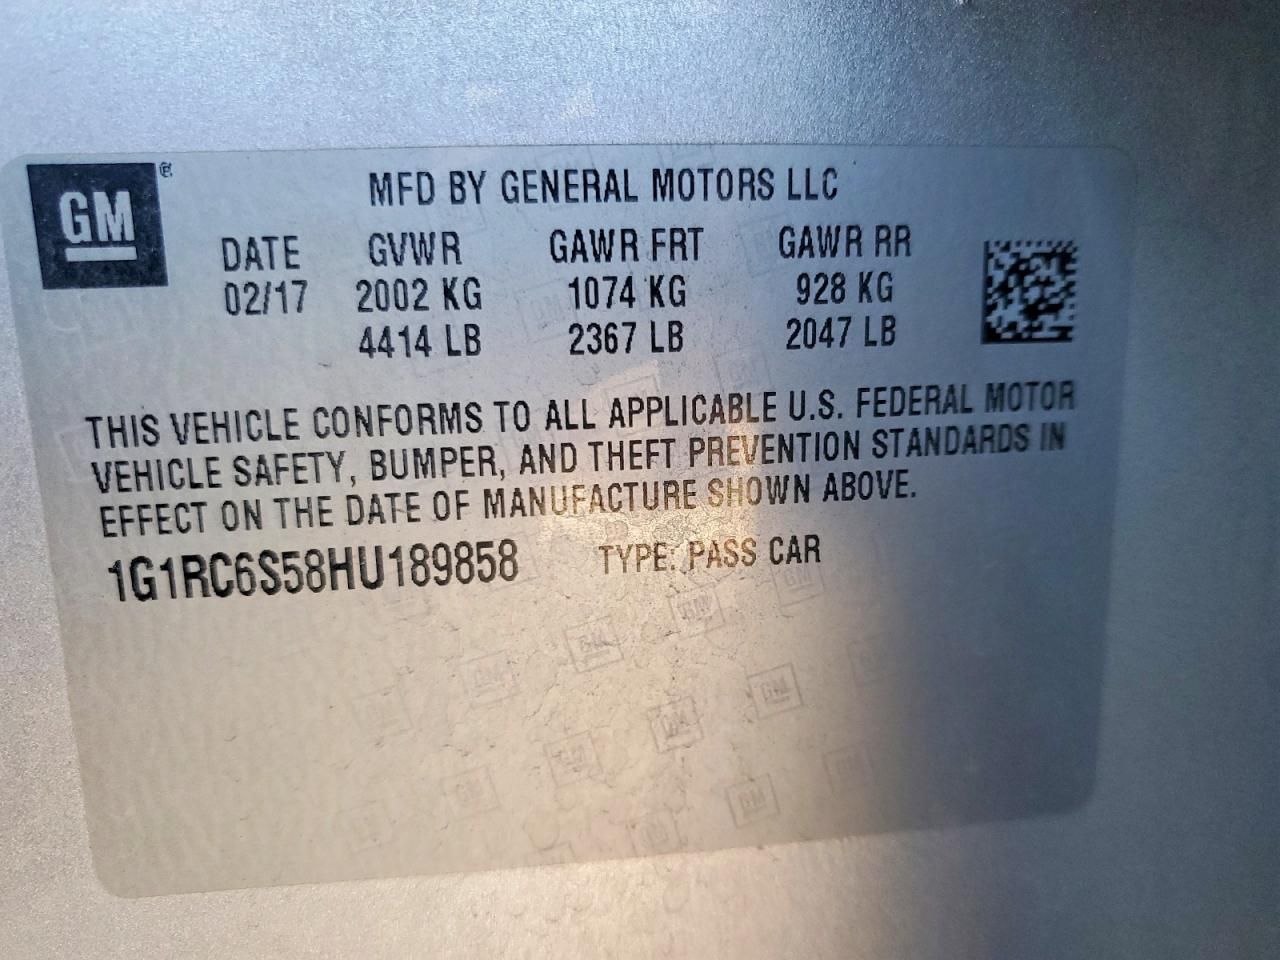 GM ®
MFD BY GENERAL MOTORS LLC
DATE GVWR GAWR FRT GAWR RR
02/17 2002 KG 1074 KG 928 KG
4414 LB 2367 LB 2047 LB
THIS VEHICLE CONFORMS TO ALL APPLICABLE U.S. FEDERAL MOTOR
VEHICLE SAFETY, BUMPER, AND THEFT PREVENTION STANDARDS IN
EFFECT ON THE DATE OF MANUFACTURE SHOWN ABOVE.
1G1RC6S58HU189858 TYPE: PASS CAR